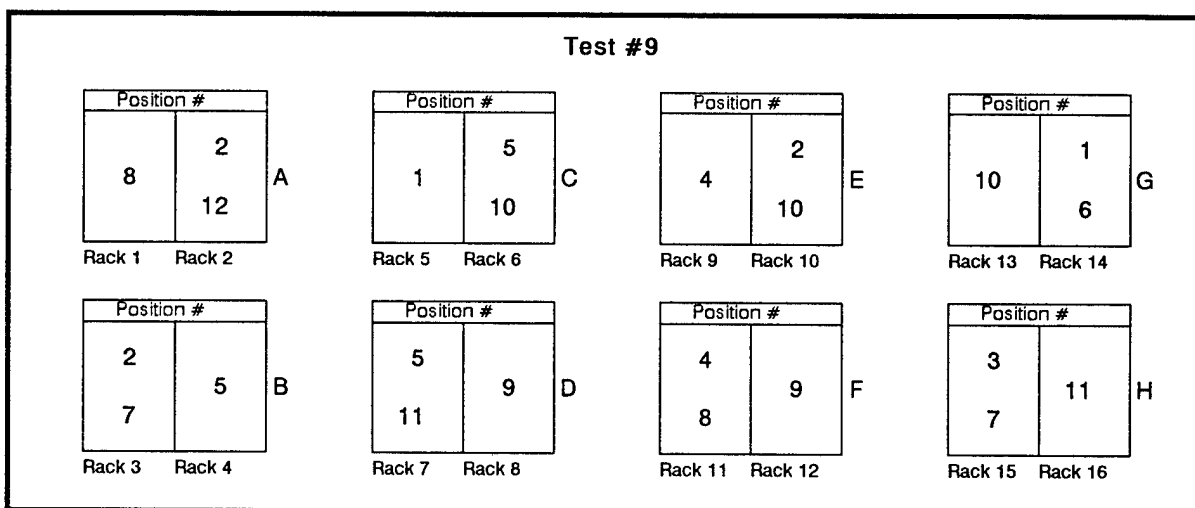 Test #9
Position # Position # Position # Position #
2 5 2 1
8 A 1 C 4 E 10 G
12 10 10 6
Rack 1 Rack 2 Rack 5 Rack 6 Rack 9 Rack 10 Rack 13 Rack 14
Position # Position # Position # Position #
2 5 4 3
5 B 9 D 9 F 11 H
7 11 8 7
Rack 3 Rack 4 Rack 7 Rack 8 Rack 11 Rack 12 Rack 15 Rack 16